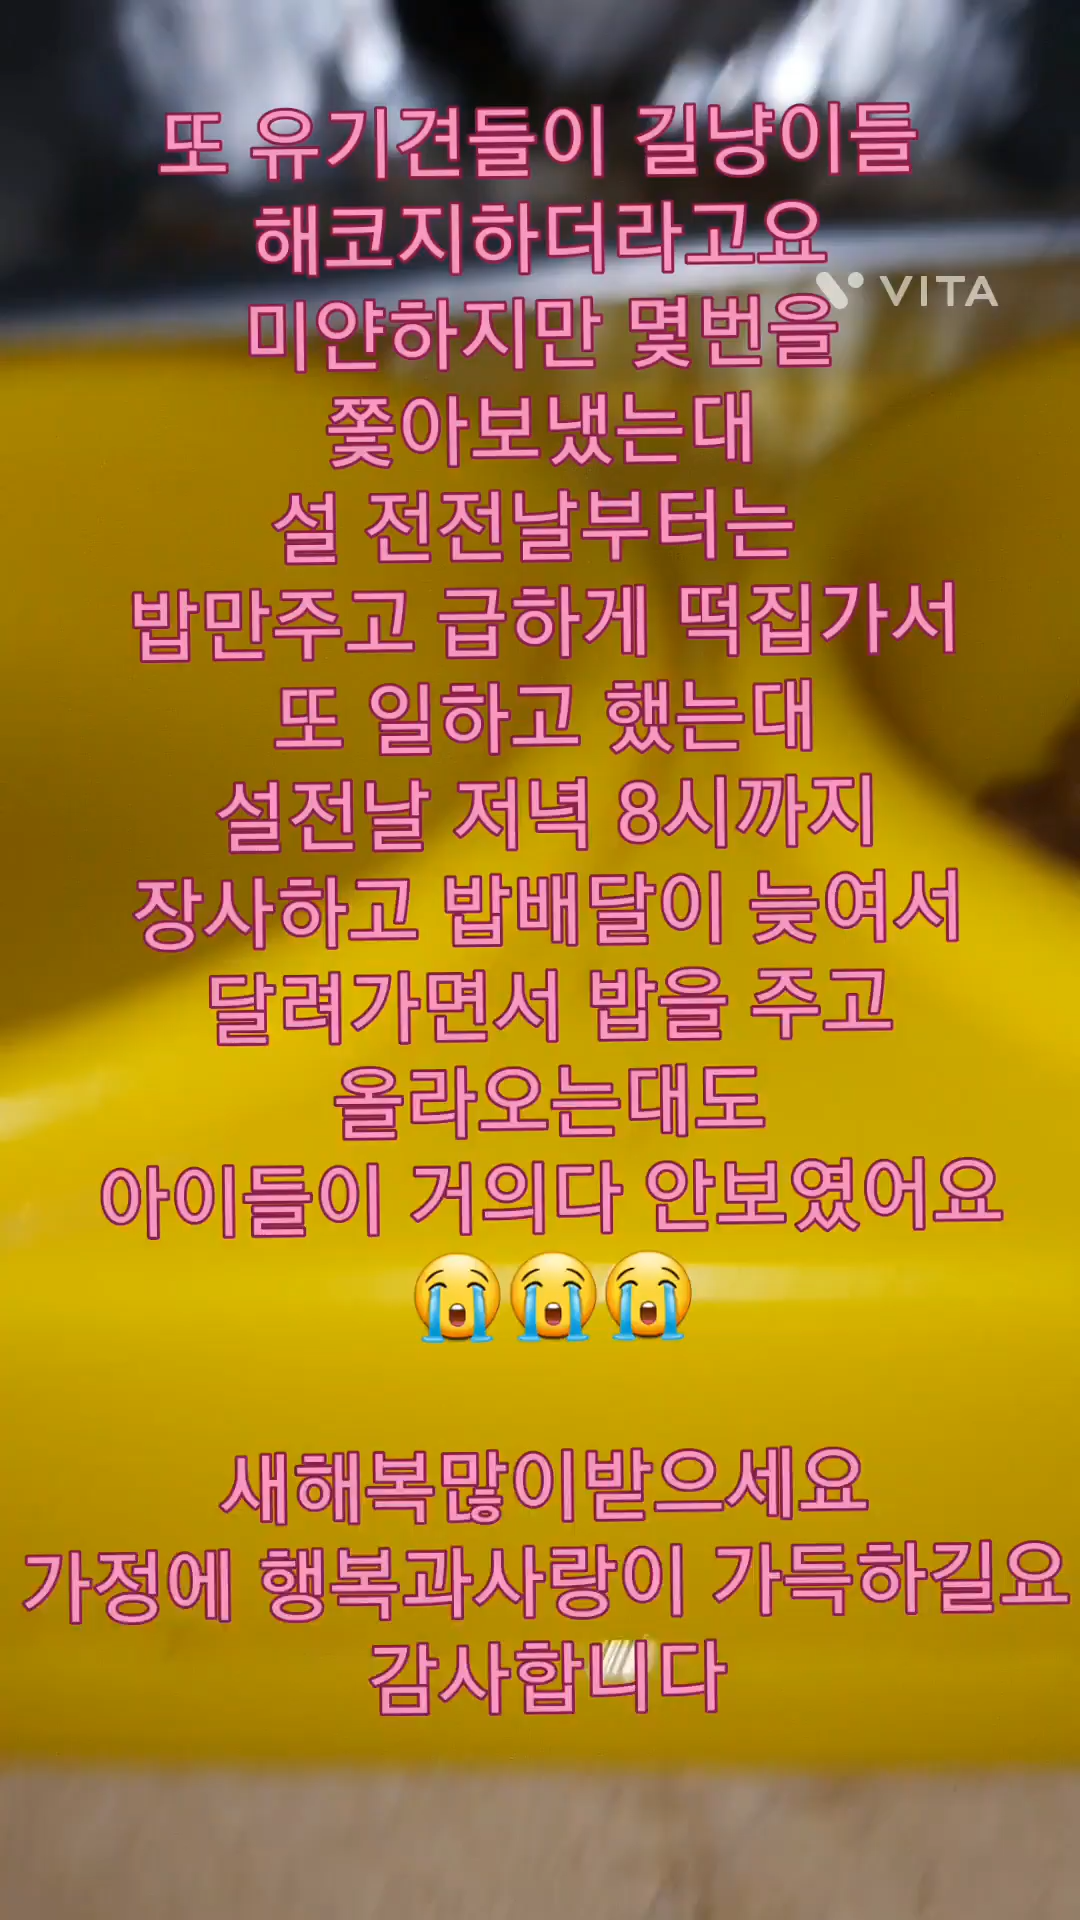 또 유기견들이 길냥이들
해코지하더라고요
VITA
미얀하지만 몇번을
쫓아보냈는대
설 전전날부터는
밥만주고 급하게 떡집가서
또 일하고 했는대
설전날 저녁 8시까지
장사하고 밥배달이 늦여서
달려가면서 밥을 주고
올라오는대도
아이들이 거의다 안보였어요
😭😭😭
새해복많이받으세요
가정에 행복과사랑이 가득하길요
감사합니다